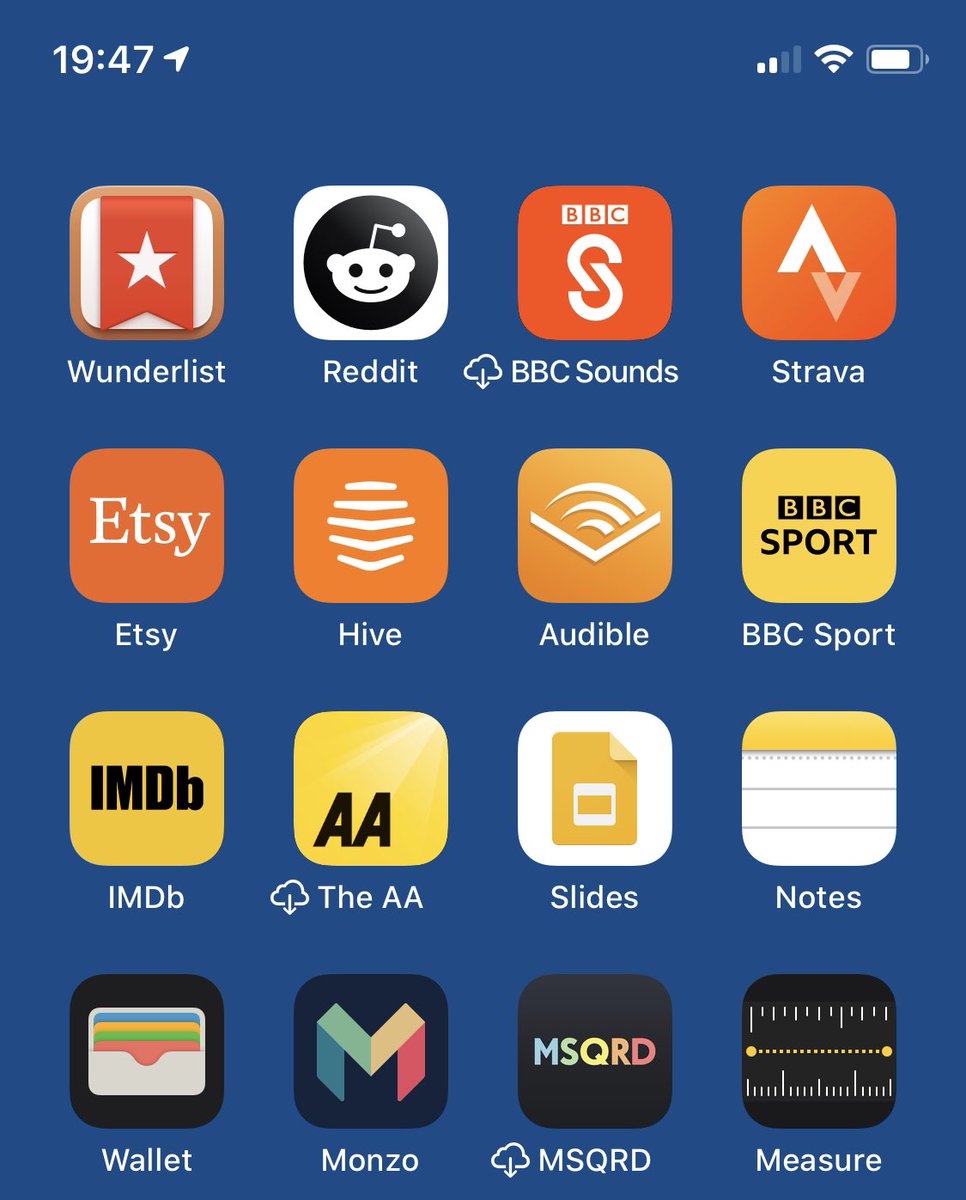 19:47
BBC
Wunderlist
Reddit
BBC Sounds
Strava
Etsy
BBC
SPORT
Etsy
Hive
Audible
BBC Sport
IMDb
AA
IMDb
The AA
Slides
Notes
MSQRD
Wallet
Monzo
MSQRD
Measure